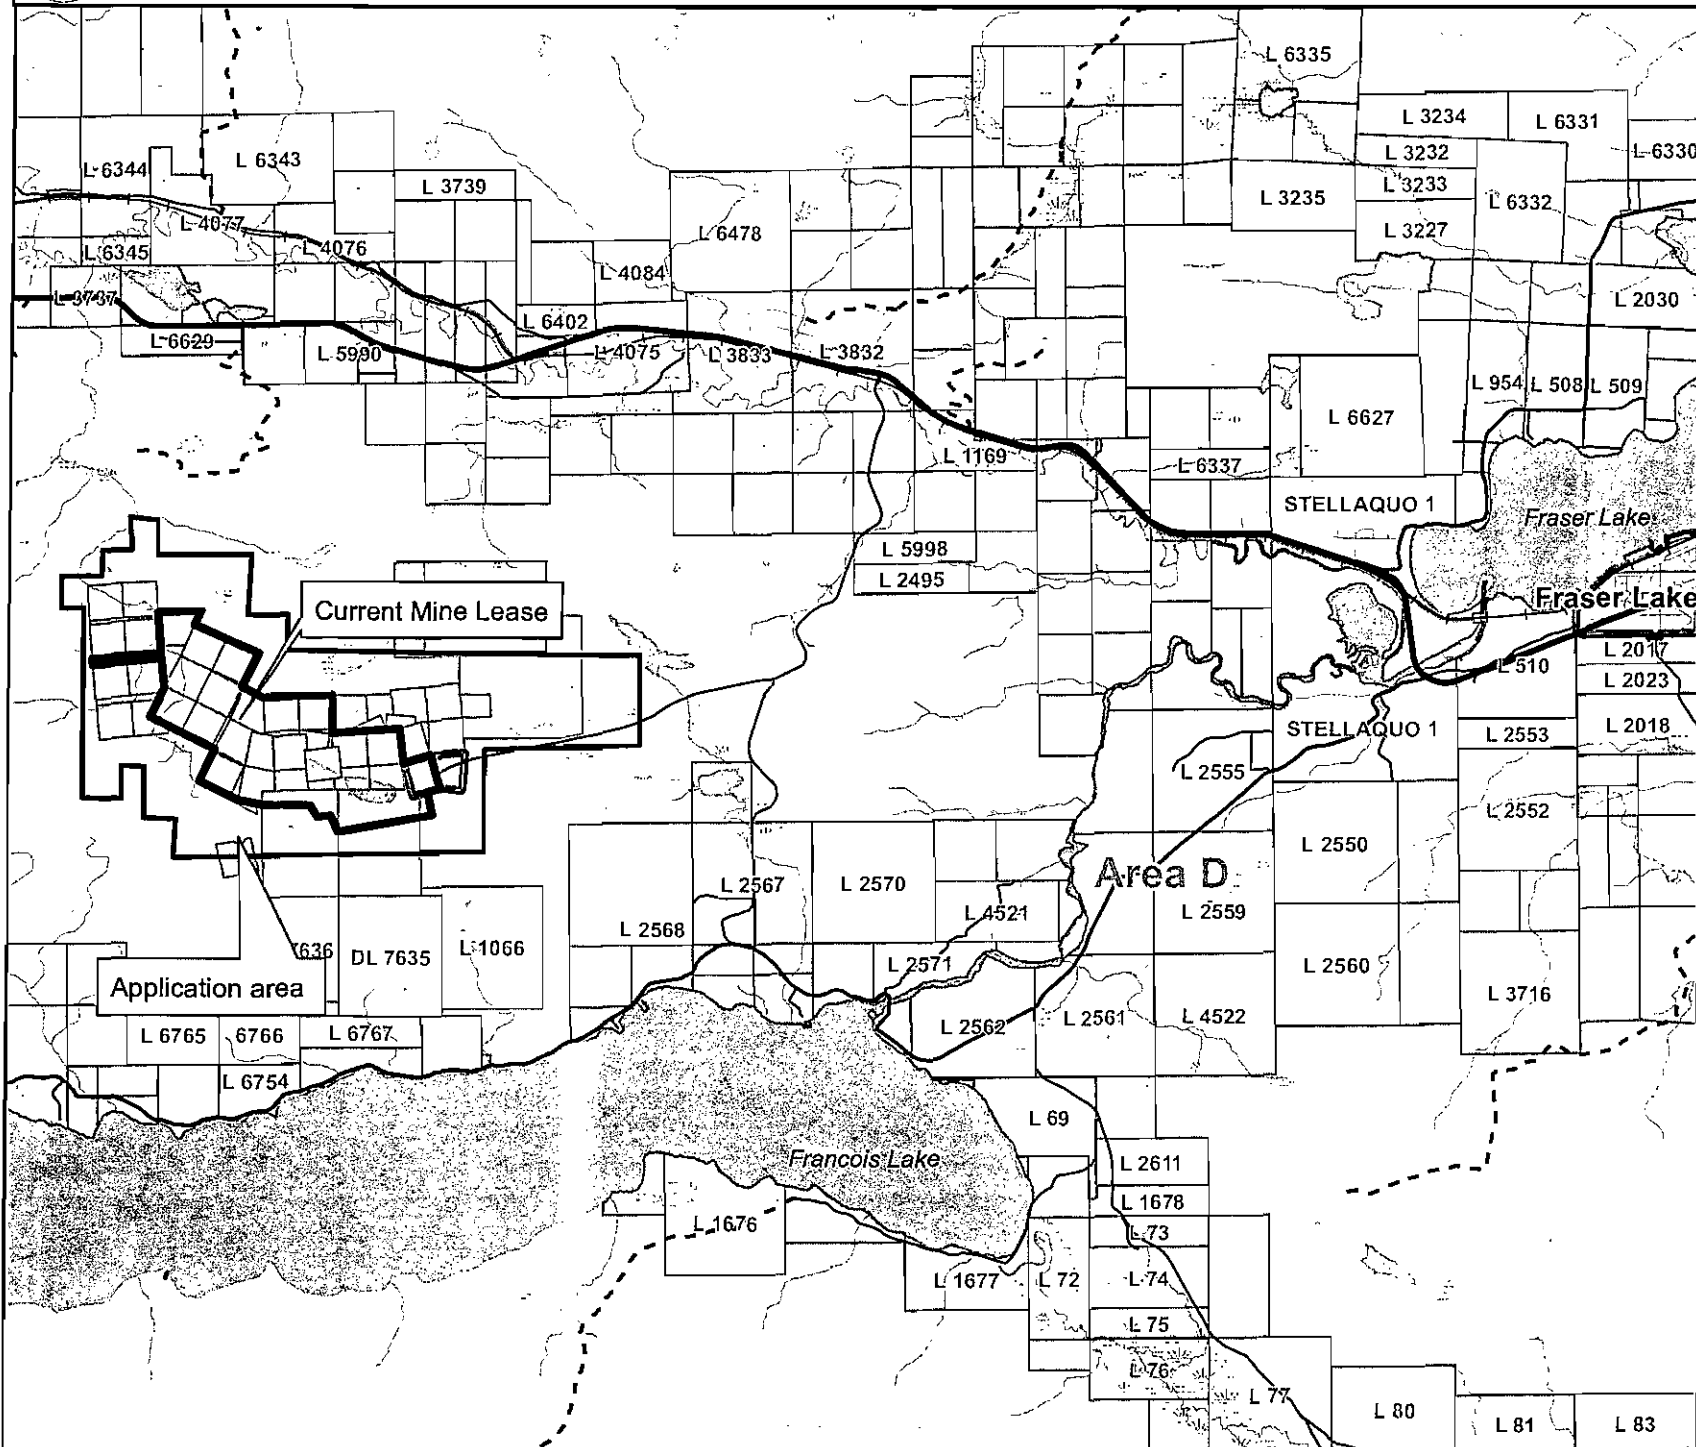 L 6335
L 3234
L 6331
L 6330
L 3232
L 6344
L 6343
L 3739
L 3233
L 3235
L 6332
L 4077
L 6478
L 3227
L 6345
L 4076
L 4084
L 3737
L 2030
L 6402
L 6629
L 5990
L 4075
L 3833
L 3832
L 954
L 508
L 509
L 6627
L 1169
L 6337
STELLAQUO 1
Fraser Lake
L 5998
L 2495
Current Mine Lease
Fraser Lake
L 2017
L 510
L 2023
STELLAQUO 1
L 2553
L 2018
L 2555
L 2552
L 2550
Area D
L 2567
L 2570
L 4521
L 2559
L 2568
7636
DL 7635
L 1066
L 2571
L 2560
Application area
L 3716
L 2562
L 2561
L 4522
L 6765
6766
L 6767
L 6754
L 69
Francois Lake
L 2611
L 1678
L 1676
L 73
L 1677
L 72
L 74
L 75
L 76
L 77
L 80
L 81
L 83